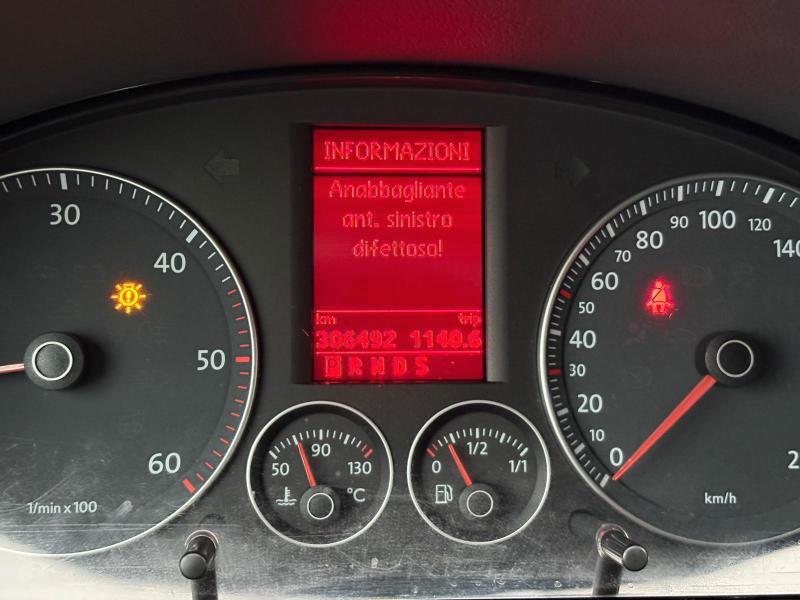 INFORMAZIONI
Anabbagliante
ant. sinistro
difettoso!
km trip
306492 1140.6
P R N D S
30
40
50
60
1/min x 100
50 90 130
°C
0 1/2 1/1
0
10
20
30
40
50
60
70
80
90
100
120
140
km/h